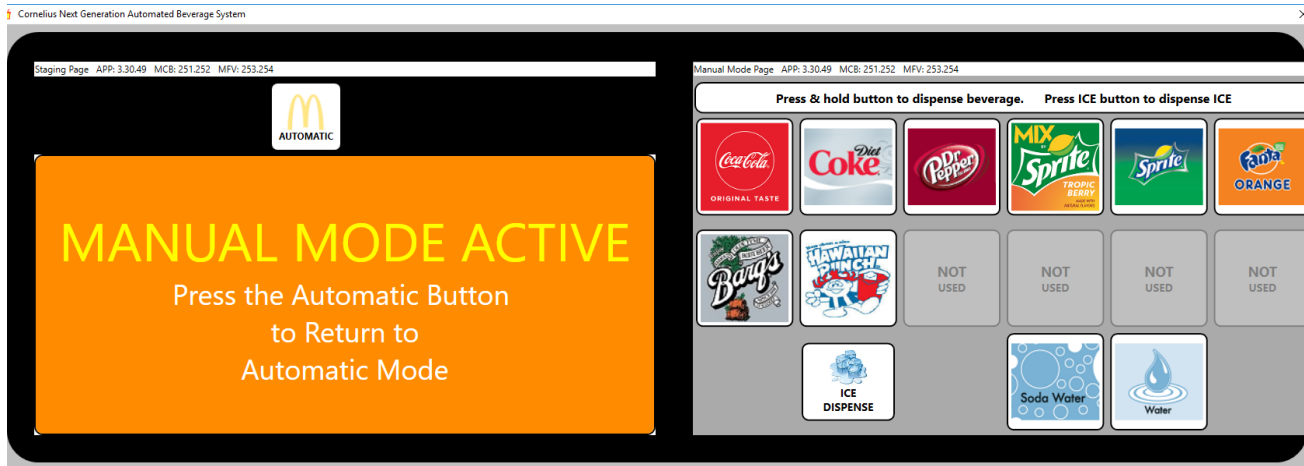 Cornelius Next Generation Automated Beverage System
Staging Page APP: 3.30.49 MCB: 251.252 MFV: 253.254
AUTOMATIC
MANUAL MODE ACTIVE
Press the Automatic Button
to Return to
Automatic Mode
Manual Mode Page APP: 3.30.49 MCB: 251.252 MFV: 253.254
Press & hold button to dispense beverage. Press ICE button to dispense ICE
Coca-Cola
ORIGINAL TASTE
Diet
Coke
Dr
Pepper
MIX
BY
Sprite
TROPIC
BERRY
Sprite
Fanta
ORANGE
Barq's
HAWAIIAN
PUNCH
NOT
USED
NOT
USED
NOT
USED
NOT
USED
ICE
DISPENSE
Soda Water
Water